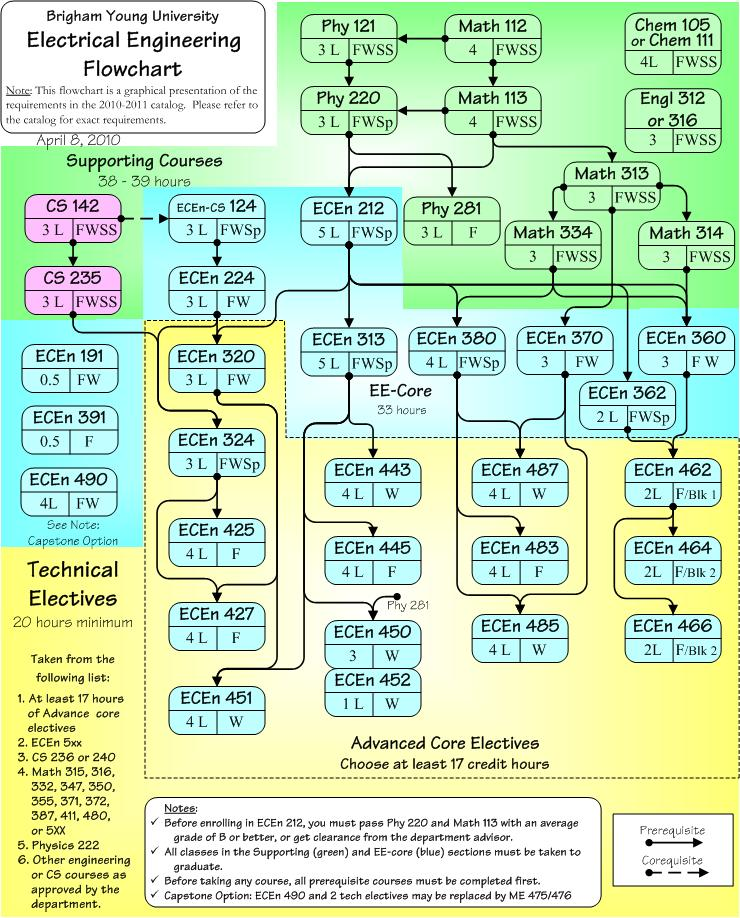 Brigham Young University
Electrical Engineering
Flowchart
Note: This flowchart is a graphical presentation of the
requirements in the 2010-2011 catalog. Please refer to
the catalog for exact requirements.
April 8, 2010
Supporting Courses
38 - 39 hours
Phy 121
3 L FWSS
Math 112
4 FWSS
Chem 105
or Chem 111
4L FWSS
Phy 220
3 L FWSp
Math 113
4 FWSS
Engl 312
or 316
3 FWSS
Math 313
3 FWSS
CS 142
3 L FWSS
ECEn-CS 124
3 L FWSp
ECEn 212
5 L FWSp
Phy 281
3 L F
Math 334
3 FWSS
Math 314
3 FWSS
CS 235
3 L FWSS
ECEn 224
3 L FW
ECEn 191
0.5 FW
ECEn 320
3 L FW
ECEn 313
5 L FWSp
ECEn 380
4 L FWSp
ECEn 370
3 FW
ECEn 360
3 F W
EE-Core
33 hours
ECEn 362
2 L FWSp
ECEn 391
0.5 F
ECEn 324
3 L FWSp
ECEn 490
4L FW
See Note:
Capstone Option
ECEn 443
4 L W
ECEn 487
4 L W
ECEn 462
2L F/Blk 1
ECEn 425
4 L F
ECEn 445
4 L F
ECEn 483
4 L F
ECEn 464
2L F/Blk 2
Phy 281
ECEn 427
4 L F
ECEn 450
3 W
ECEn 485
4 L W
ECEn 466
2L F/Blk 2
ECEn 451
4 L W
ECEn 452
1 L W
Advanced Core Electives
Choose at least 17 credit hours
Technical
Electives
20 hours minimum
Taken from the
following list:
1. At least 17 hours
of Advance core
electives
2. ECEn 5xx
3. CS 236 or 240
4. Math 315, 316,
332, 347, 350,
355, 371, 372,
387, 411, 480,
or 5XX
5. Physics 222
6. Other engineering
or CS courses as
approved by the
department.
Notes:
✓ Before enrolling in ECEn 212, you must pass Phy 220 and Math 113 with an average
grade of B or better, or get clearance from the department advisor.
✓ All classes in the Supporting (green) and EE-core (blue) sections must be taken to
graduate.
✓ Before taking any course, all prerequisite courses must be completed first.
✓ Capstone Option: ECEn 490 and 2 tech electives may be replaced by ME 475/476
Prerequisite
Corequisite